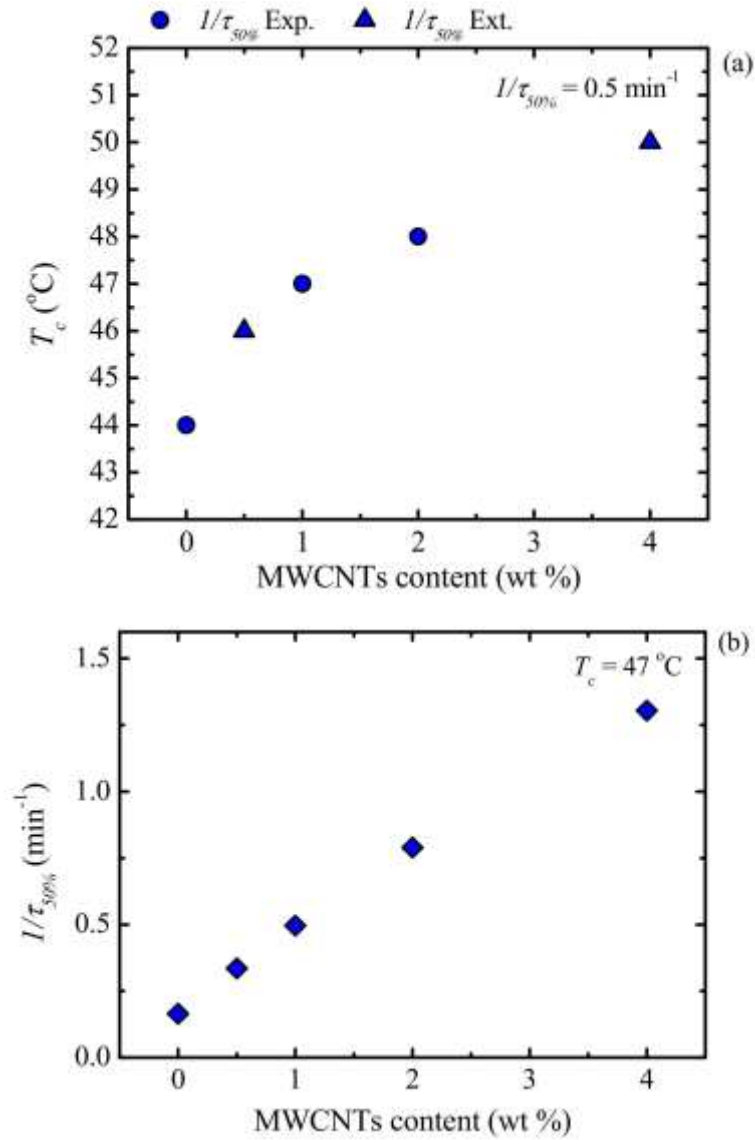 1/τ50% Exp. 1/τ50% Ext.
(a)
1/τ50% = 0.5 min-1
52
51
50
49
48
47
46
45
44
43
42
Tc (oC)
0 1 2 3 4
MWCNTs content (wt %)
(b)
Tc = 47 oC
1.5
1.0
0.5
0.0
1/τ50% (min-1)
0 1 2 3 4
MWCNTs content (wt %)